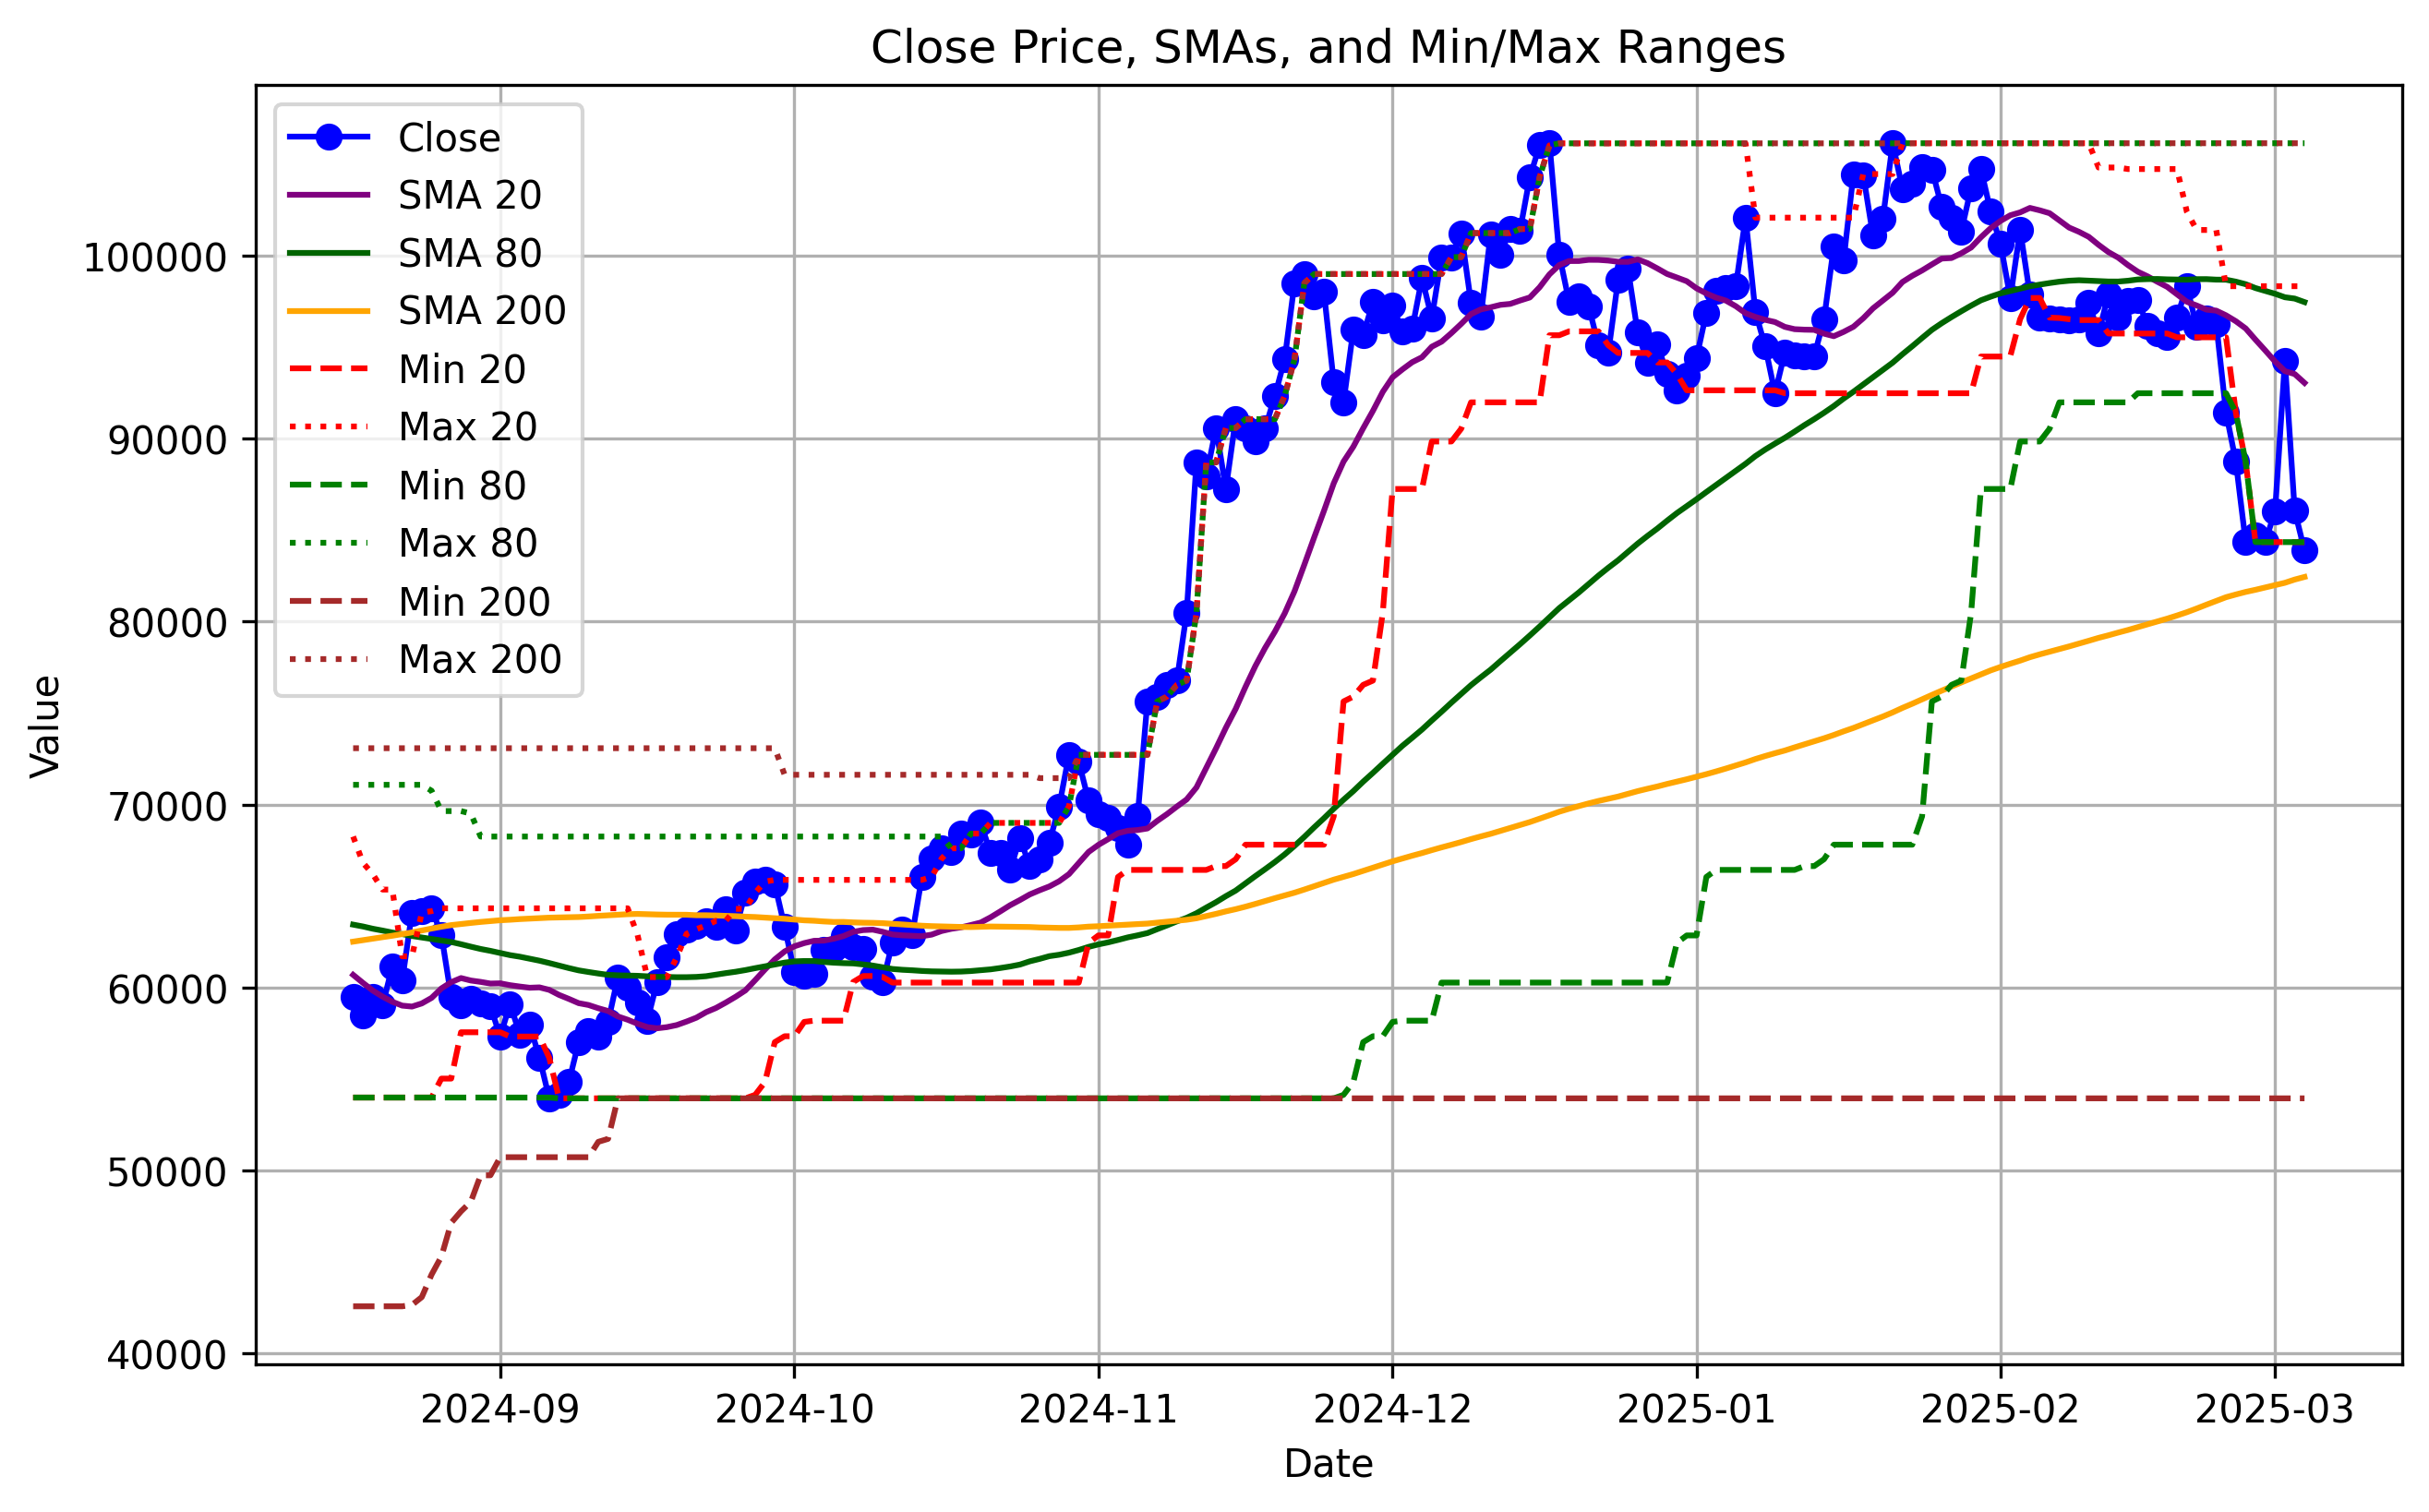 Close Price, SMAs, and Min/Max Ranges
Close
SMA 20
SMA 80
SMA 200
Min 20
Max 20
Min 80
Max 80
Min 200
Max 200
Value
100000
90000
80000
70000
60000
50000
40000
2024-09
2024-10
2024-11
2024-12
2025-01
2025-02
2025-03
Date